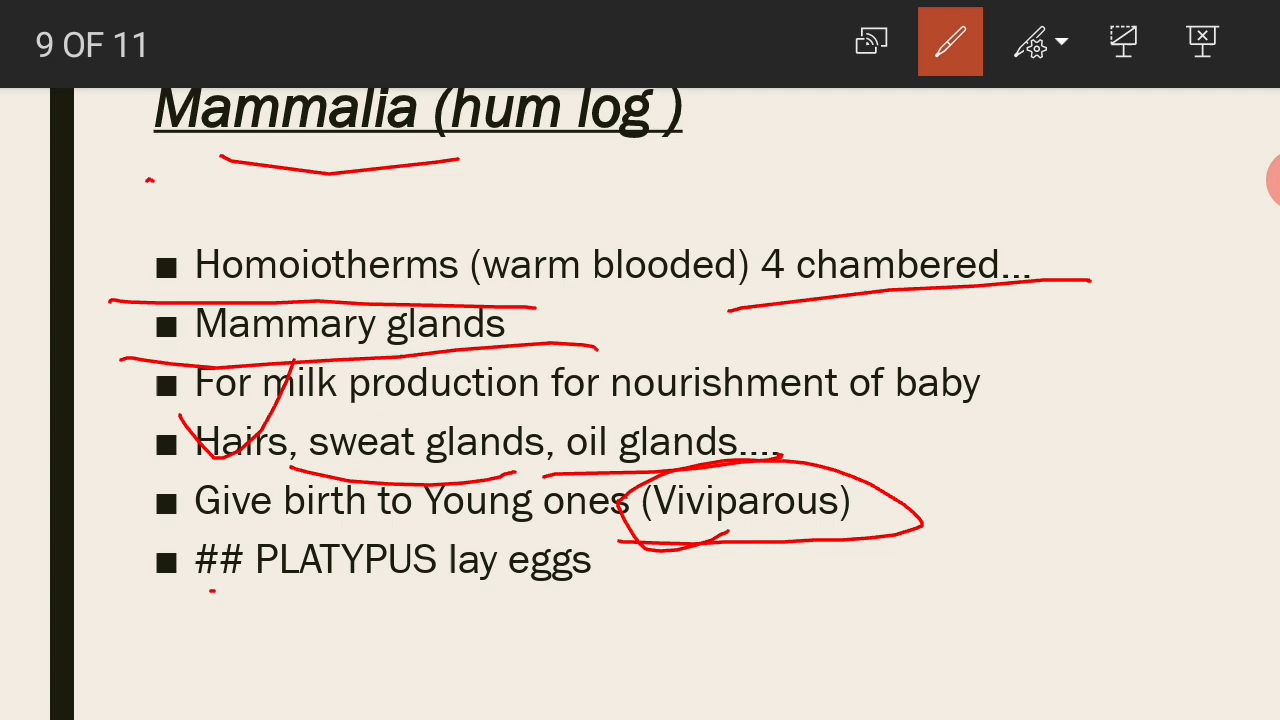 9 OF 11
Mammalia (hum log )
■ Homoiotherms (warm blooded) 4 chambered...
■ Mammary glands
■ For milk production for nourishment of baby
■ Hairs, sweat glands, oil glands....
■ Give birth to Young ones (Viviparous)
■ ## PLATYPUS lay eggs